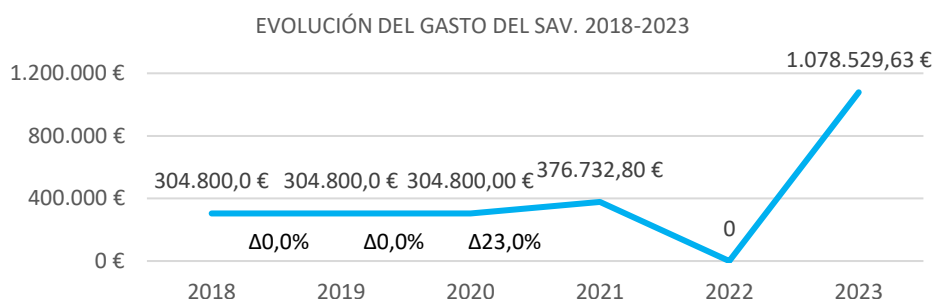 EVOLUCIÓN DEL GASTO DEL SAV. 2018-2023
1.078.529,63 €
1.200.000 €
800.000 €
304.800,0 € 304.800,0 € 304.800,00 € 376.732,80 €
400.000 €
0
Δ0,0% Δ0,0% Δ23,0%
0 €
2018 2019 2020 2021 2022 2023